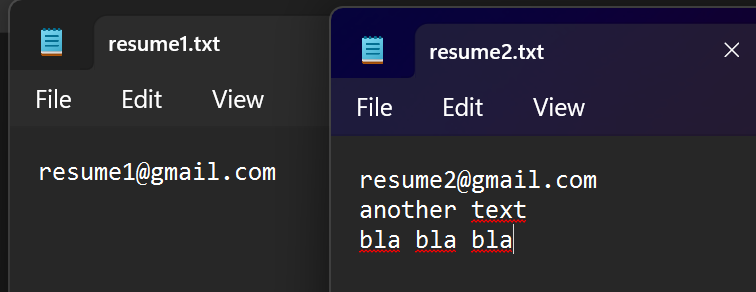 resume1.txt
File Edit View
resume1@gmail.com
resume2.txt
File Edit View
resume2@gmail.com
another text
bla bla bla